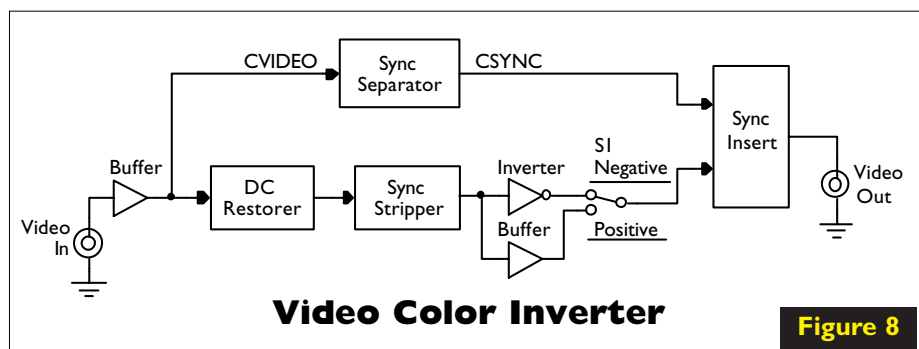 CVIDEO
Sync
Separator
CSYNC
Sync
Insert
Buffer
DC
Restorer
Sync
Stripper
Inverter
S1
Negative
Buffer
Positive
Video
In
Video
Out
Video Color Inverter
Figure 8